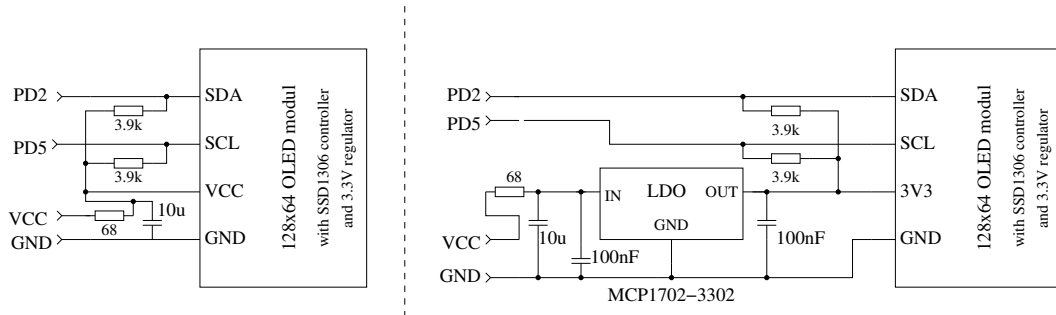 PD2
SDA
3.9k
PD5
SCL
3.9k
VCC
VCC
68
10u
GND
GND
128x64 OLED modul
with SSD1306 controller
and 3.3V regulator
PD2
SDA
PD5
3.9k
SCL
3.9k
68
IN
LDO
OUT
3V3
GND
VCC
10u
100nF
100nF
GND
GND
MCP1702−3302
128x64 OLED modul
with SSD1306 controller
and 3.3V regulator